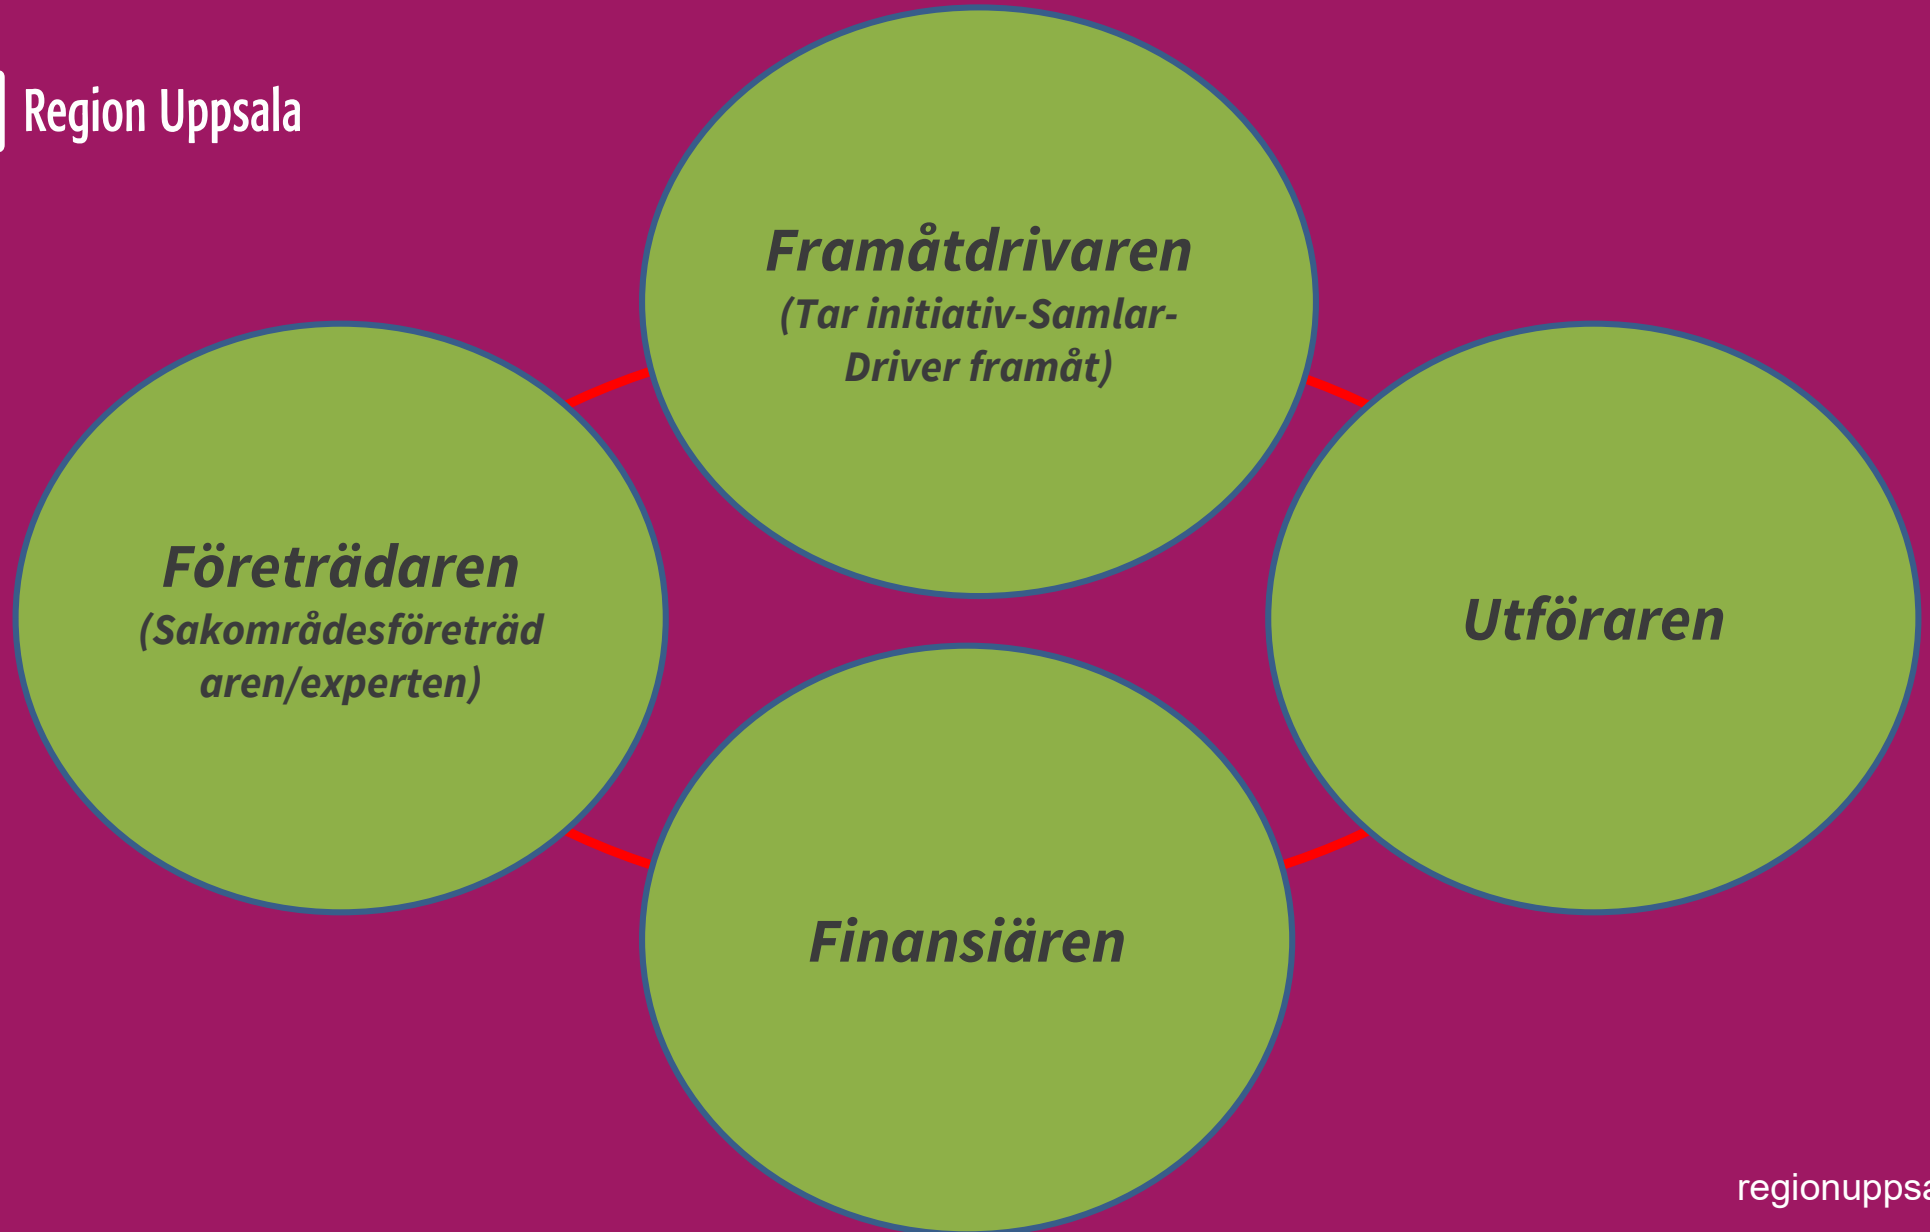 Region Uppsala
Framåtdrivaren
(Tar initiativ-Samlar-
Driver framåt)
Företrädaren
(Sakområdesföreträd
aren/experten)
Utföraren
Finansiären
regionuppsa